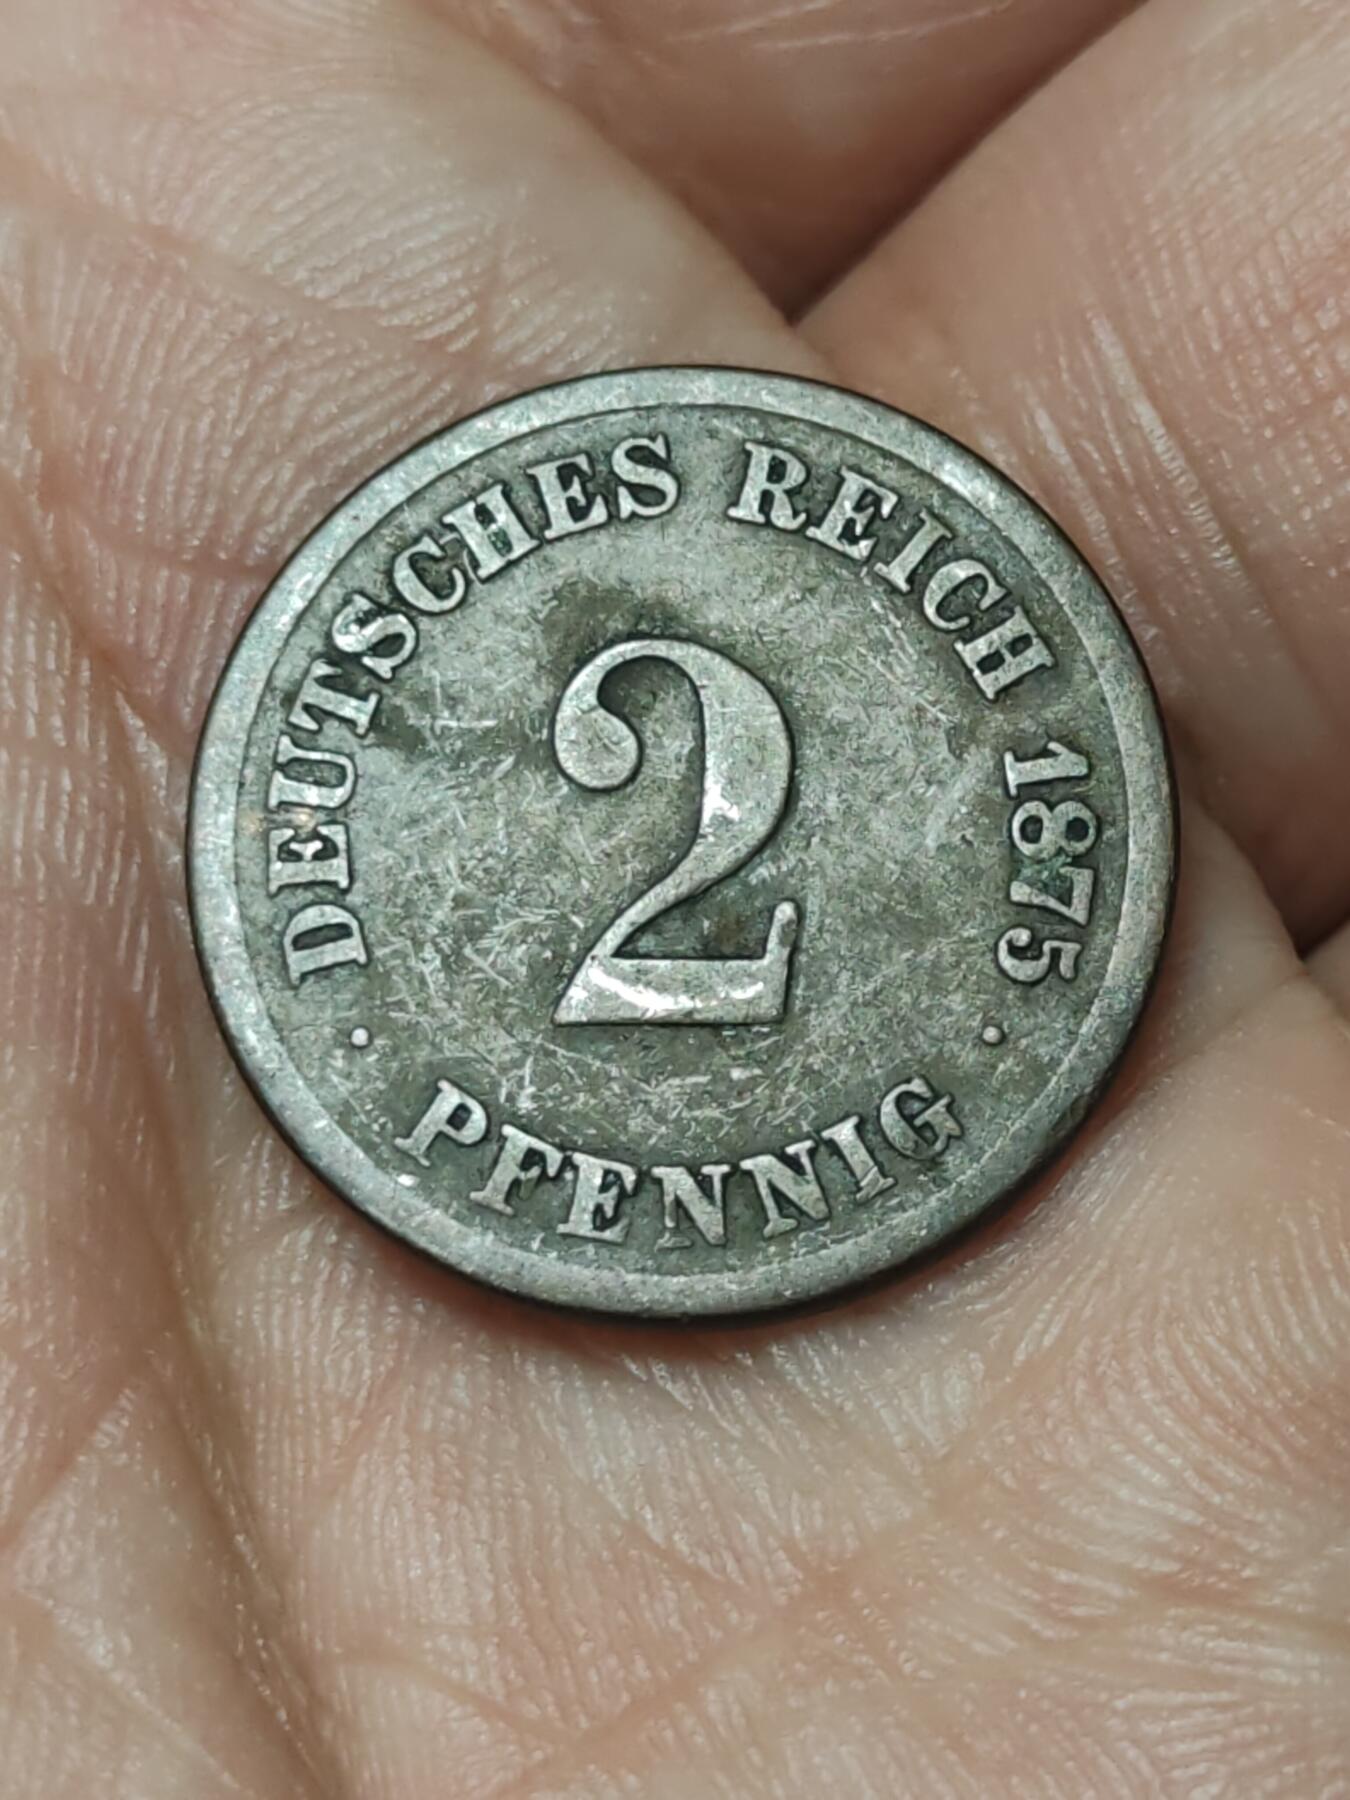 DEUTSCHES REICH 1875
2
· PFENNIG ·